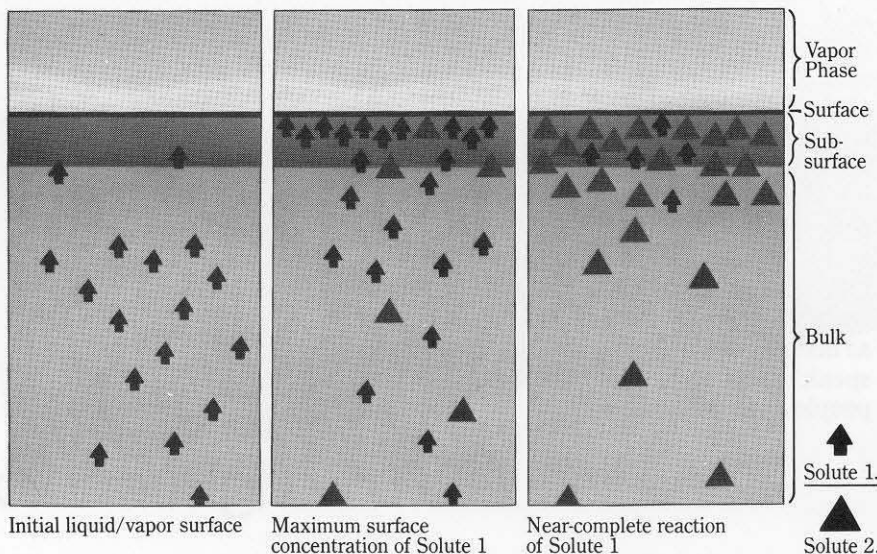 Vapor
Phase
Surface
Sub-
surface
Bulk
Solute 1.
Solute 2.
Initial liquid/vapor surface
Maximum surface
concentration of Solute 1
Near-complete reaction
of Solute 1